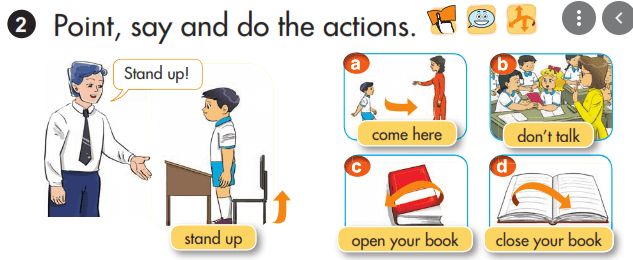 2 Point, say and do the actions.
Stand up!
stand up
a
come here
b
don't talk
c
open your book
d
close your book